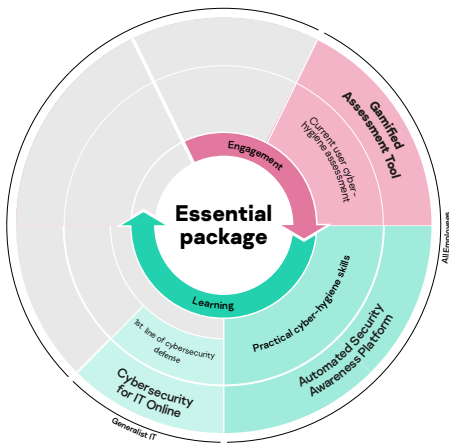 Essential
package
Engagement
Gamified
Assessment Tool
Current user cyber-
hygiene assessment
All Employees
Learning
Practical cyber-hygiene skills
Automated Security
Awareness Platform
1st line of cybersecurity
defense
Cybersecurity
for IT Online
Generalist IT